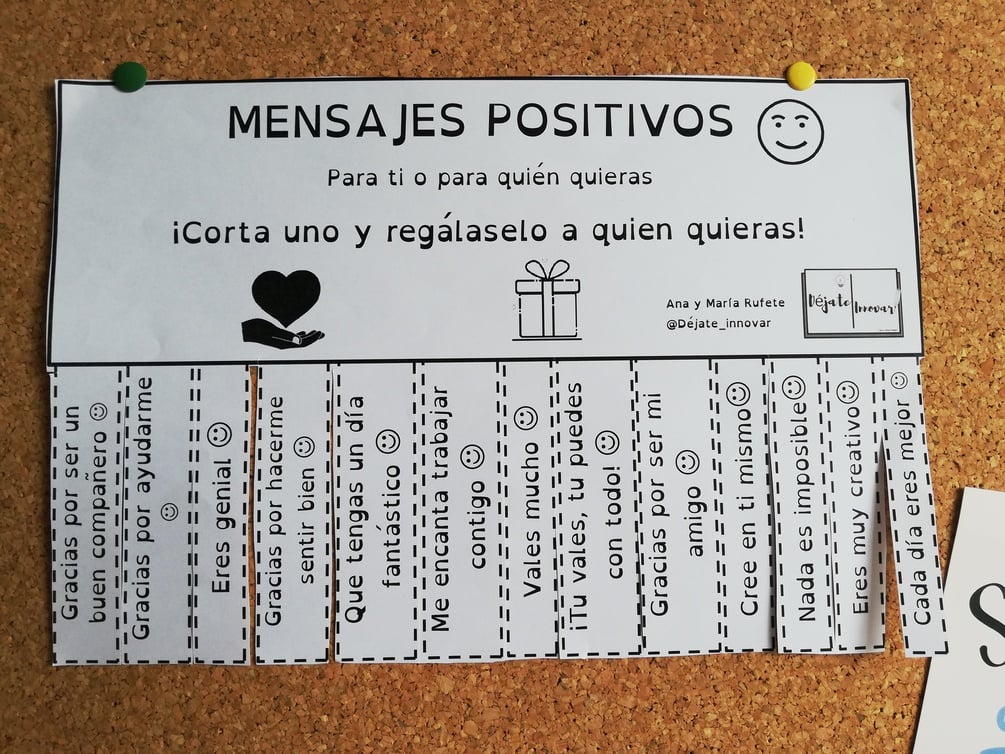 MENSAJES POSITIVOS
Para ti o para quién quieras
¡Corta uno y regálaselo a quien quieras!
Ana y María Rufete
@Déjate_innovar
Déjate
Innovar
Gracias por ser un
buen compañero
Gracias por ayudarme
Eres genial
Gracias por hacerme
sentir bien
Que tengas un día
fantástico
Me encanta trabajar
contigo
Vales mucho
¡Tu vales, tu puedes
con todo!
Gracias por ser mi
amigo
Cree en ti mismo
Nada es imposible
Eres muy creativo
Cada día eres mejor
S